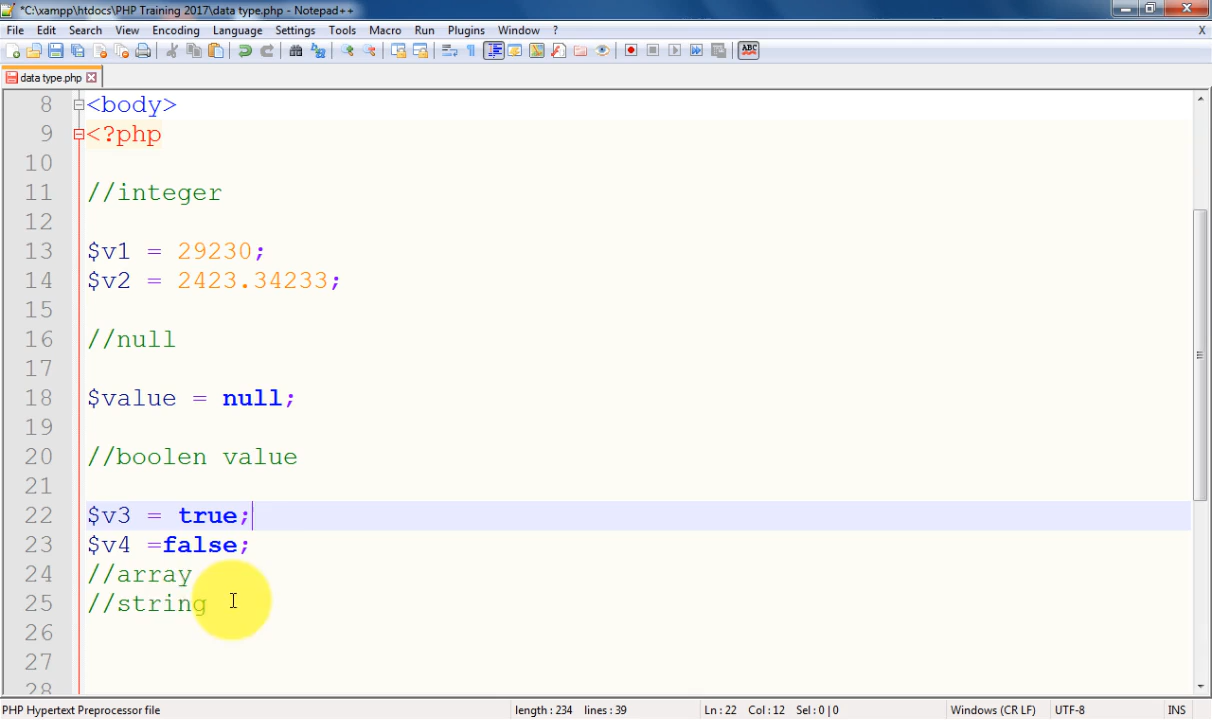 *C:\xampp\htdocs\PHP Training 2017\data type.php - Notepad++
File Edit Search View Encoding Language Settings Tools Macro Run Plugins Window ? X
ABC
data type.php
8 <body>
9 <?php
10
11 //integer
12
13 $v1 = 29230;
14 $v2 = 2423.34233;
15
16 //null
17
18 $value = null;
19
20 //boolen value
21
22 $v3 = true;
23 $v4 =false;
24 //array
25 //string
26
27
28
PHP Hypertext Preprocessor file length : 234 lines : 39 Ln : 22 Col : 12 Sel : 0 | 0 Windows (CR LF) UTF-8 INS